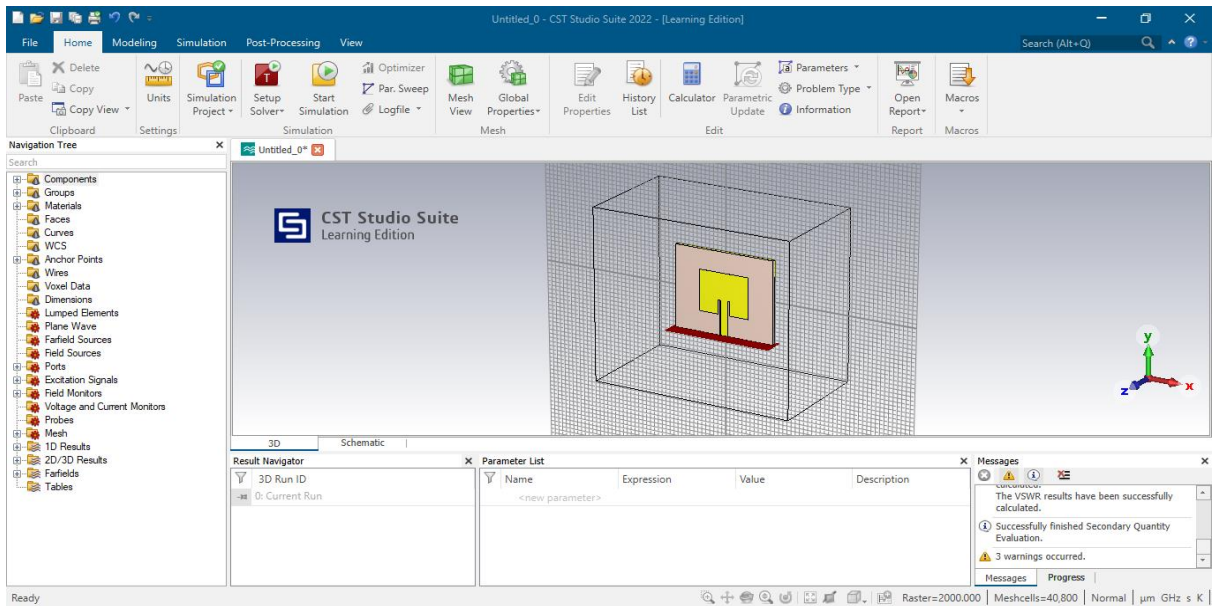 Untitled_0 - CST Studio Suite 2022 - [Learning Edition]
File Home Modeling Simulation Post-Processing View Search (Alt+Q)
Paste
Delete
Copy
Copy View
Clipboard
Units
Settings
Simulation Project
Setup Solver
Start Simulation
Optimizer
Par. Sweep
Logfile
Simulation
Mesh View
Global Properties
Mesh
Edit Properties
History List
Calculator
Parametric Update
Parameters
Problem Type
Information
Edit
Open Report
Report
Macros
Macros
Navigation Tree
Search
Components
Groups
Materials
Faces
Curves
WCS
Anchor Points
Wires
Voxel Data
Dimensions
Lumped Elements
Plane Wave
Farfield Sources
Field Sources
Ports
Excitation Signals
Field Monitors
Voltage and Current Monitors
Probes
Mesh
1D Results
2D/3D Results
Farfields
Tables
Untitled_0*
CST Studio Suite
Learning Edition
y
x
z
3D Schematic
Result Navigator
3D Run ID
0: Current Run
Parameter List
Name Expression Value Description
<new parameter>
Messages
calculated.
The VSWR results have been successfully
calculated.
Successfully finished Secondary Quantity
Evaluation.
3 warnings occurred.
Messages Progress
Ready Raster=2000.000 Meshcells=40,800 Normal µm GHz s K